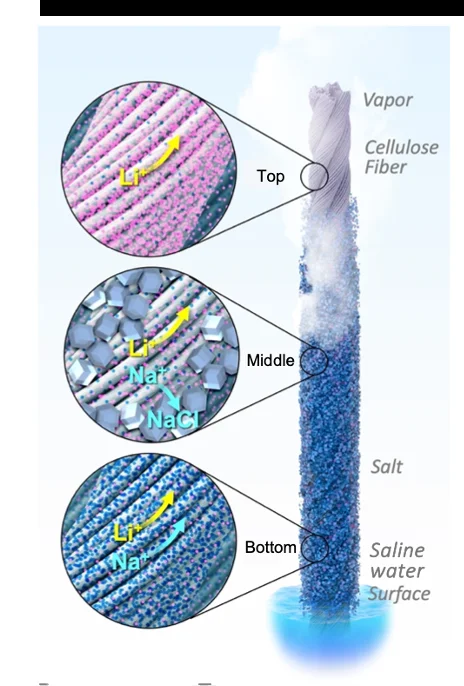 Vapor
Cellulose
Fiber
Li⁺
Top
Li⁺
Na⁺
NaCl
Middle
Salt
Li⁺
Na⁺
Bottom
Saline
water
Surface